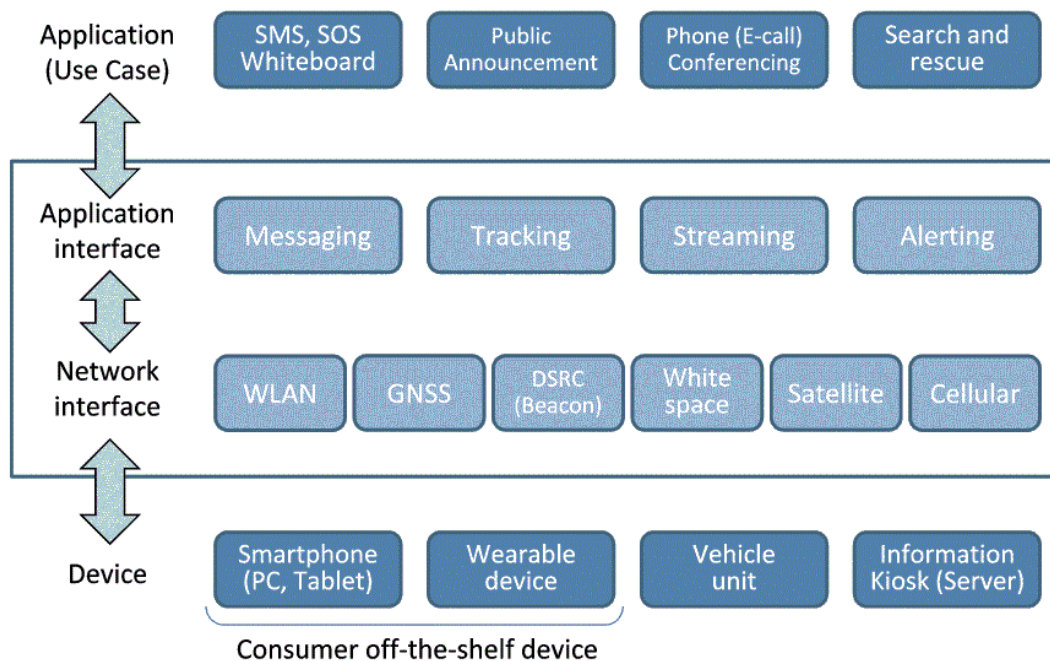 Application
(Use Case)
SMS, SOS
Whiteboard
Public
Announcement
Phone (E-call)
Conferencing
Search and
rescue
Application
interface
Messaging
Tracking
Streaming
Alerting
Network
interface
WLAN
GNSS
DSRC
(Beacon)
White
space
Satellite
Cellular
Device
Smartphone
(PC, Tablet)
Wearable
device
Vehicle
unit
Information
Kiosk (Server)
Consumer off-the-shelf device